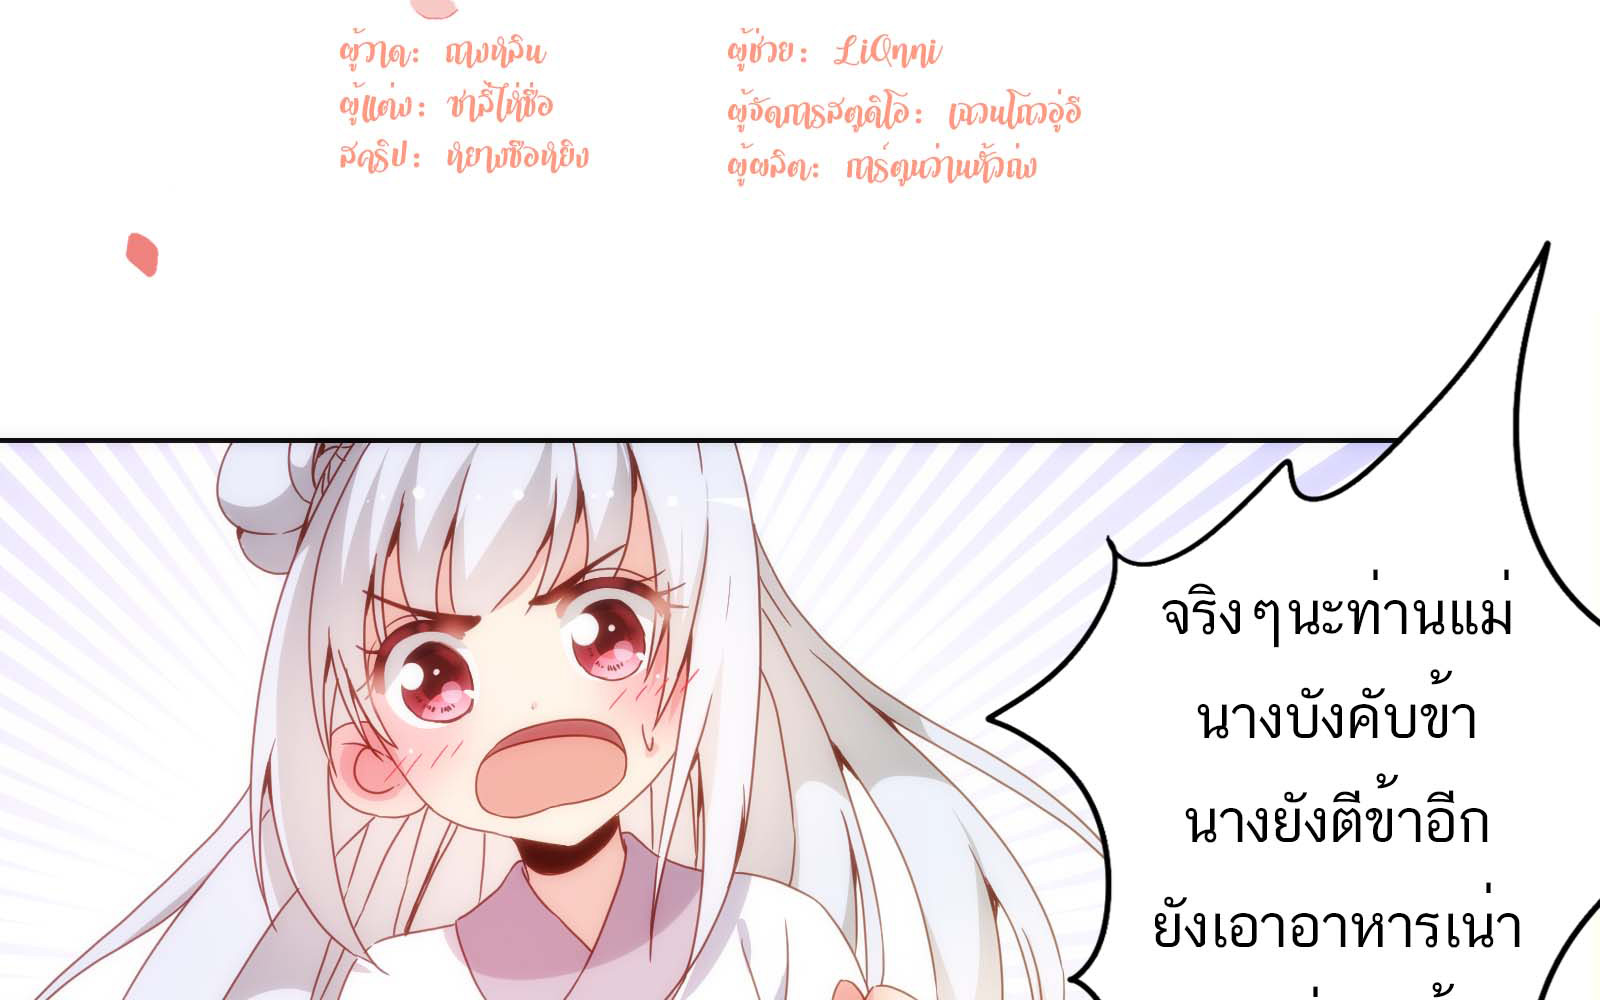 ผู้วาด: ถางหลิน
ผู้แต่ง: ซาลี่ไห่ชื่อ
สคริป: หยางซือหยิง
ผู้ช่วย: LiQnni
ผู้จัดการสตูดิโอ: เฉวนโถวอู่อี
ผู้ผลิต: การ์ตูนว่านหัวถ่ง
จริงๆนะท่านแม่
นางบังคับข้า
นางยังตีข้าอีก
ยังเอาอาหารเน่า